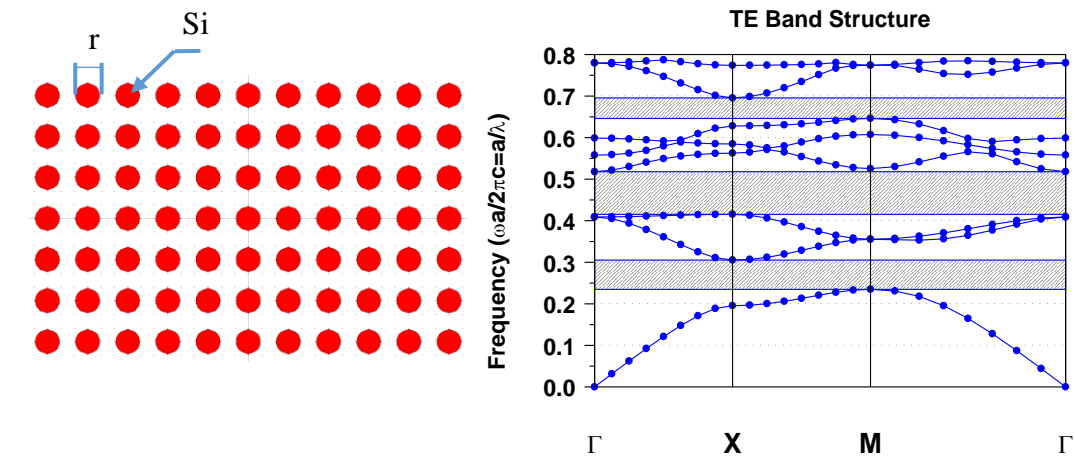 Si
r
TE Band Structure
Frequency (ωa/2πc=a/λ)
0.8
0.7
0.6
0.5
0.4
0.3
0.2
0.1
0.0
Γ X M Γ